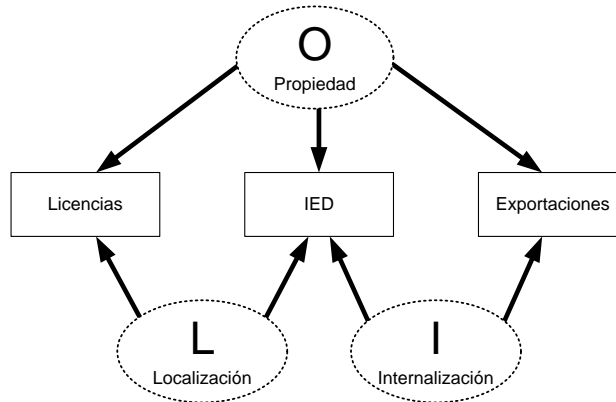 O
Propiedad
Licencias
IED
Exportaciones
L
Localización
I
Internalización